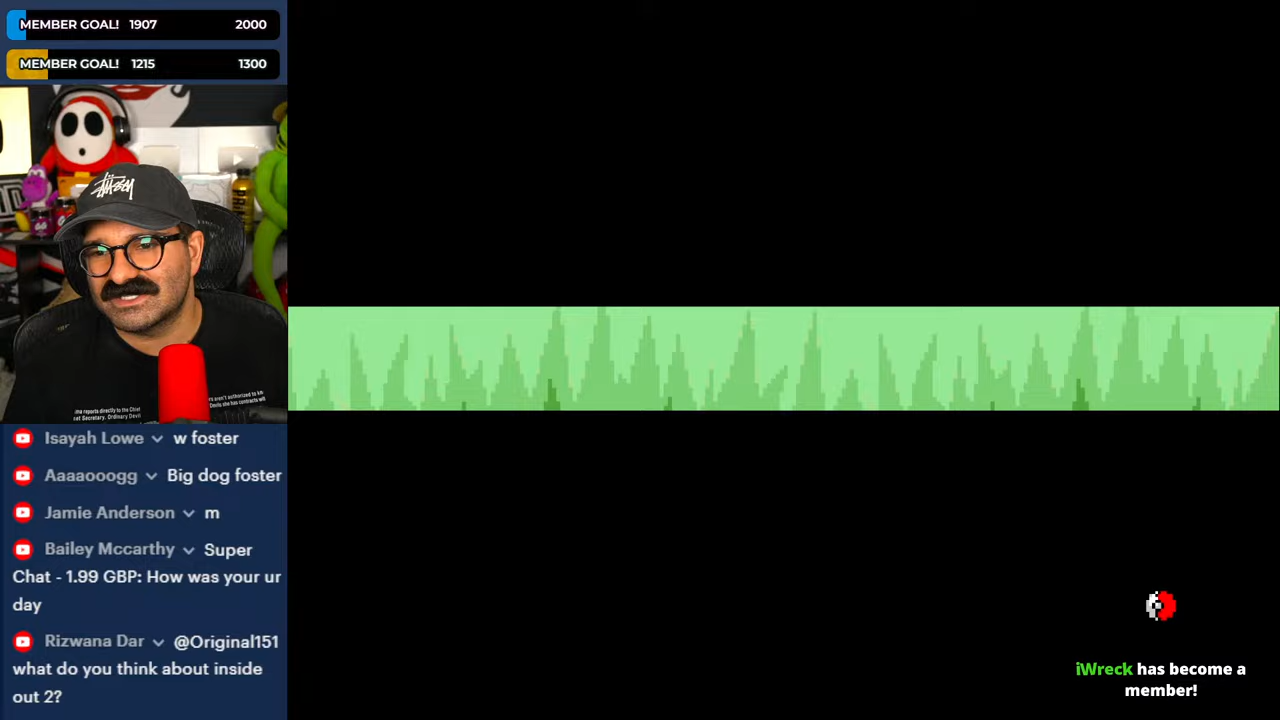 MEMBER GOAL! 1907 2000
MEMBER GOAL! 1215 1300
STÜSSY
Isayah Lowe w foster
Aaaaooogg Big dog foster
Jamie Anderson m
Bailey Mccarthy Super
Chat - 1.99 GBP: How was your ur
day
Rizwana Dar @Original151
what do you think about inside
out 2?
iWreck has become a
member!